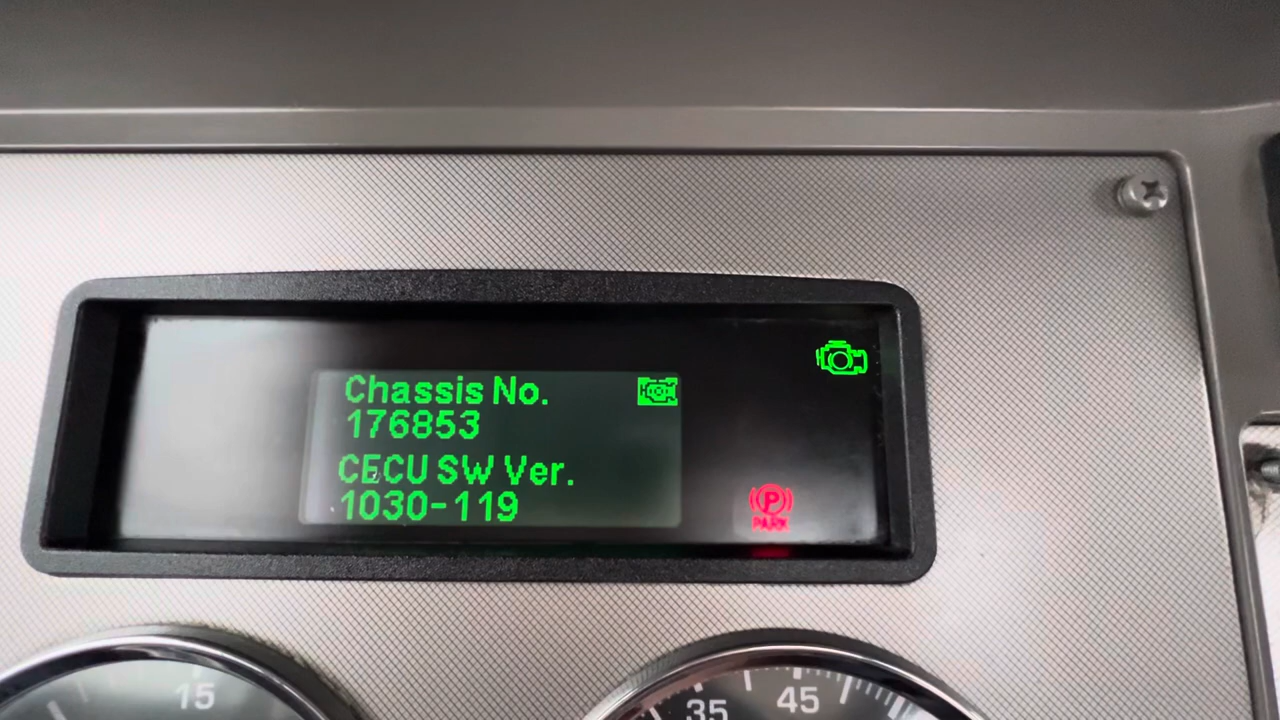 Chassis No.
176853
CECU SW Ver.
1030-119
P
PARK
15
35
45